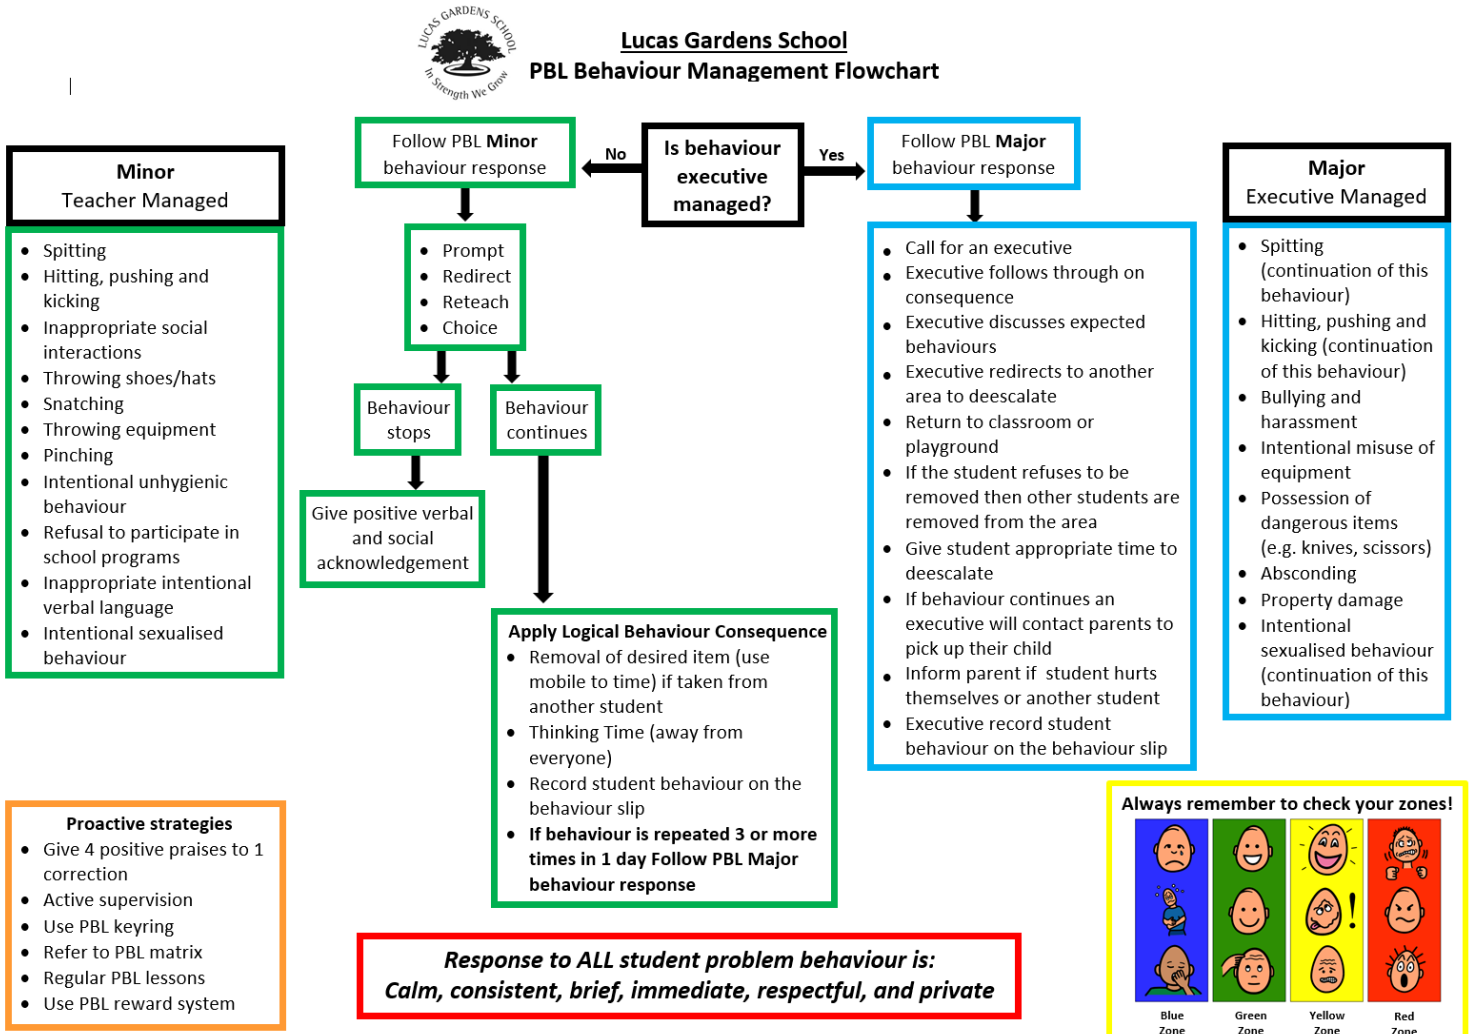 LUCAS GARDENS SCHOOL
In Strength We Grow
Lucas Gardens School
PBL Behaviour Management Flowchart
Minor
Teacher Managed
• Spitting
• Hitting, pushing and
kicking
• Inappropriate social
interactions
• Throwing shoes/hats
• Snatching
• Throwing equipment
• Pinching
• Intentional unhygienic
behaviour
• Refusal to participate in
school programs
• Inappropriate intentional
verbal language
• Intentional sexualised
behaviour
Follow PBL Minor
behaviour response
No
Is behaviour
executive
managed?
Yes
Follow PBL Major
behaviour response
• Prompt
• Redirect
• Reteach
• Choice
Behaviour
stops
Behaviour
continues
Give positive verbal
and social
acknowledgement
Apply Logical Behaviour Consequence
• Removal of desired item (use
mobile to time) if taken from
another student
• Thinking Time (away from
everyone)
• Record student behaviour on the
behaviour slip
• If behaviour is repeated 3 or more
times in 1 day Follow PBL Major
behaviour response
• Call for an executive
• Executive follows through on
consequence
• Executive discusses expected
behaviours
• Executive redirects to another
area to deescalate
• Return to classroom or
playground
• If the student refuses to be
removed then other students are
removed from the area
• Give student appropriate time to
deescalate
• If behaviour continues an
executive will contact parents to
pick up their child
• Inform parent if student hurts
themselves or another student
• Executive record student
behaviour on the behaviour slip
Major
Executive Managed
• Spitting
(continuation of this
behaviour)
• Hitting, pushing and
kicking (continuation
of this behaviour)
• Bullying and
harassment
• Intentional misuse of
equipment
• Possession of
dangerous items
(e.g. knives, scissors)
• Absconding
• Property damage
• Intentional
sexualised behaviour
(continuation of this
behaviour)
Proactive strategies
• Give 4 positive praises to 1
correction
• Active supervision
• Use PBL keyring
• Refer to PBL matrix
• Regular PBL lessons
• Use PBL reward system
Response to ALL student problem behaviour is:
Calm, consistent, brief, immediate, respectful, and private
Always remember to check your zones!
!
Blue
Zone
Green
Zone
Yellow
Zone
Red
Zone